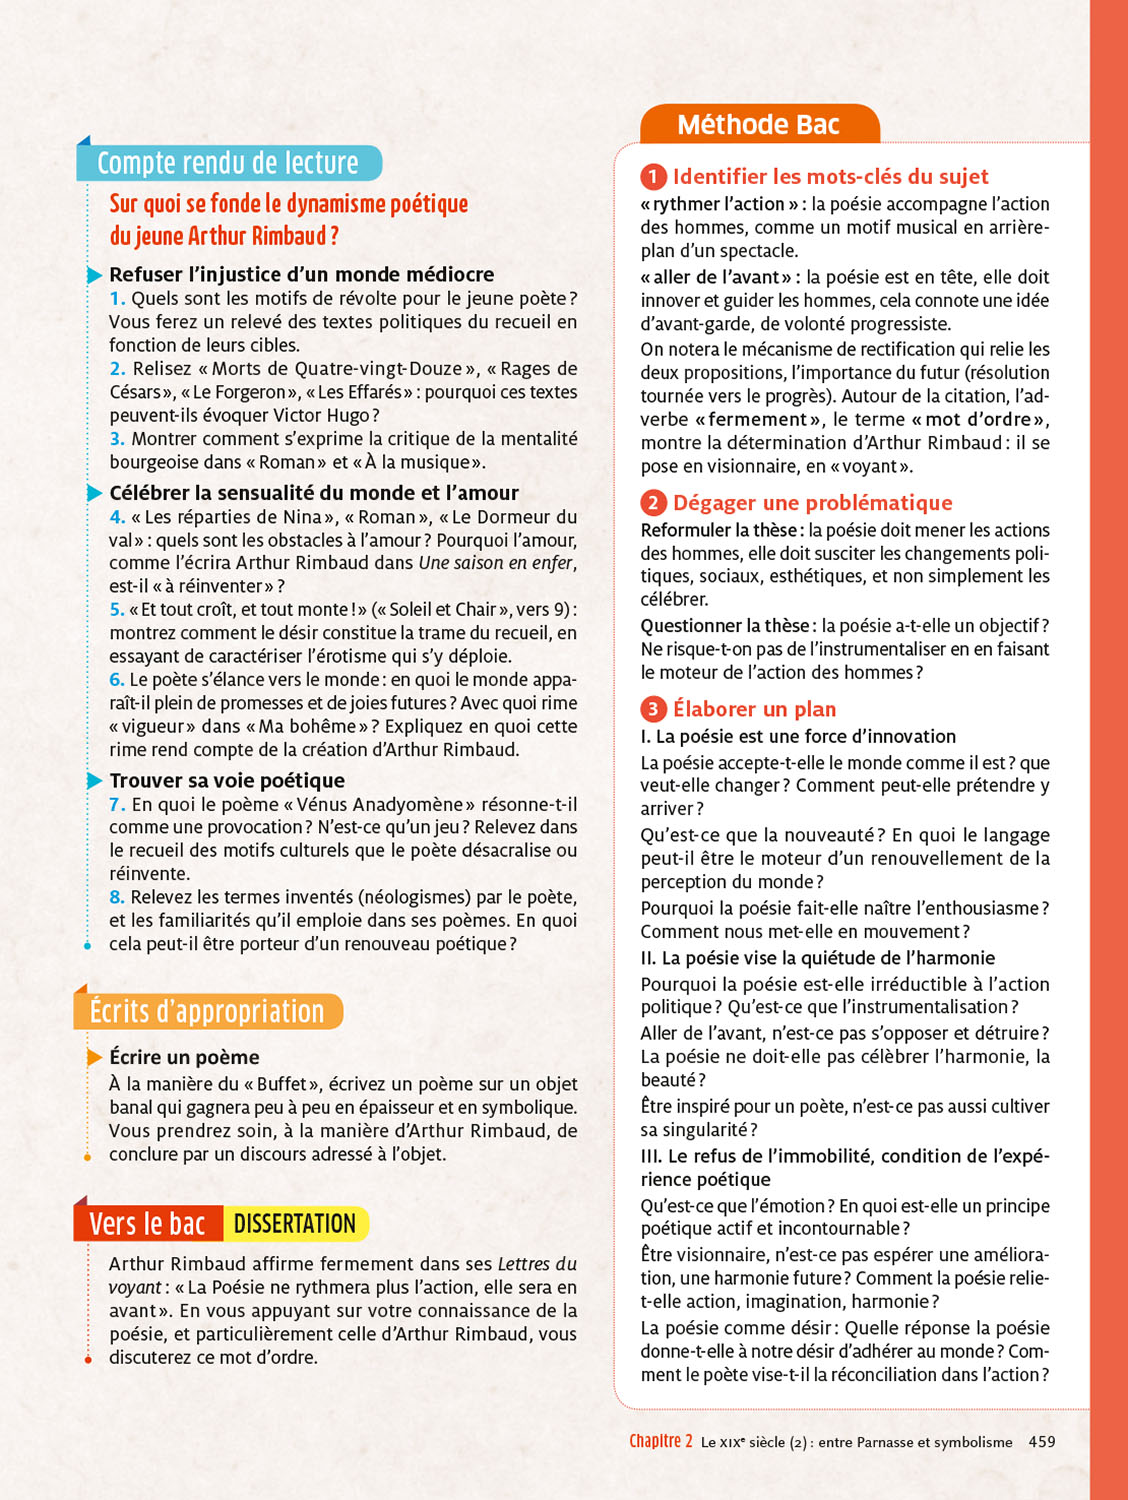 Compte rendu de lecture
Sur quoi se fonde le dynamisme poétique
du jeune Arthur Rimbaud ?
Refuser l’injustice d’un monde médiocre
1. Quels sont les motifs de révolte pour le jeune poète ?
Vous ferez un relevé des textes politiques du recueil en
fonction de leurs cibles.
2. Relisez « Morts de Quatre-vingt-Douze », « Rages de
Césars », « Le Forgeron », « Les Effarés » : pourquoi ces textes
peuvent-ils évoquer Victor Hugo ?
3. Montrer comment s’exprime la critique de la mentalité
bourgeoise dans « Roman » et « À la musique ».
Célébrer la sensualité du monde et l’amour
4. « Les réparties de Nina », « Roman », « Le Dormeur du
val » : quels sont les obstacles à l’amour ? Pourquoi l’amour,
comme l’écrira Arthur Rimbaud dans Une saison en enfer,
est-il « à réinventer » ?
5. « Et tout croît, et tout monte ! » (« Soleil et Chair », vers 9) :
montrez comment le désir constitue la trame du recueil, en
essayant de caractériser l’érotisme qui s’y déploie.
6. Le poète s’élance vers le monde : en quoi le monde appa-
raît-il plein de promesses et de joies futures ? Avec quoi rime
« vigueur » dans « Ma bohême » ? Expliquez en quoi cette
rime rend compte de la création d’Arthur Rimbaud.
Trouver sa voie poétique
7. En quoi le poème « Vénus Anadyomène » résonne-t-il
comme une provocation ? N’est-ce qu’un jeu ? Relevez dans
le recueil des motifs culturels que le poète désacralise ou
réinvente.
8. Relevez les termes inventés (néologismes) par le poète,
et les familiarités qu’il emploie dans ses poèmes. En quoi
cela peut-il être porteur d’un renouveau poétique ?
Écrits d’appropriation
Écrire un poème
À la manière du « Buffet », écrivez un poème sur un objet
banal qui gagnera peu à peu en épaisseur et en symbolique.
Vous prendrez soin, à la manière d’Arthur Rimbaud, de
conclure par un discours adressé à l’objet.
Vers le bac DISSERTATION
Arthur Rimbaud affirme fermement dans ses Lettres du
voyant : « La Poésie ne rythmera plus l’action, elle sera en
avant ». En vous appuyant sur votre connaissance de la
poésie, et particulièrement celle d’Arthur Rimbaud, vous
discuterez ce mot d’ordre.
Méthode Bac
1 Identifier les mots-clés du sujet
« rythmer l’action » : la poésie accompagne l’action
des hommes, comme un motif musical en arrière-
plan d’un spectacle.
« aller de l’avant » : la poésie est en tête, elle doit
innover et guider les hommes, cela connote une idée
d’avant-garde, de volonté progressiste.
On notera le mécanisme de rectification qui relie les
deux propositions, l’importance du futur (résolution
tournée vers le progrès). Autour de la citation, l’ad-
verbe « fermement », le terme « mot d’ordre »,
montre la détermination d’Arthur Rimbaud : il se
pose en visionnaire, en « voyant ».
2 Dégager une problématique
Reformuler la thèse : la poésie doit mener les actions
des hommes, elle doit susciter les changements poli-
tiques, sociaux, esthétiques, et non simplement les
célébrer.
Questionner la thèse : la poésie a-t-elle un objectif ?
Ne risque-t-on pas de l’instrumentaliser en en faisant
le moteur de l’action des hommes ?
3 Élaborer un plan
I. La poésie est une force d’innovation
La poésie accepte-t-elle le monde comme il est ? que
veut-elle changer ? Comment peut-elle prétendre y
arriver ?
Qu’est-ce que la nouveauté ? En quoi le langage
peut-il être le moteur d’un renouvellement de la
perception du monde ?
Pourquoi la poésie fait-elle naître l’enthousiasme ?
Comment nous met-elle en mouvement ?
II. La poésie vise la quiétude de l’harmonie
Pourquoi la poésie est-elle irréductible à l’action
politique ? Qu’est-ce que l’instrumentalisation ?
Aller de l’avant, n’est-ce pas s’opposer et détruire ?
La poésie ne doit-elle pas célèbrer l’harmonie, la
beauté ?
Être inspiré pour un poète, n’est-ce pas aussi cultiver
sa singularité ?
III. Le refus de l’immobilité, condition de l’expé-
rience poétique
Qu’est-ce que l’émotion ? En quoi est-elle un principe
poétique actif et incontournable ?
Être visionnaire, n’est-ce pas espérer une améliora-
tion, une harmonie future ? Comment la poésie relie-
t-elle action, imagination, harmonie ?
La poésie comme désir : Quelle réponse la poésie
donne-t-elle à notre désir d’adhérer au monde ? Com-
ment le poète vise-t-il la réconciliation dans l’action ?
Chapitre 2 Le XIXe siècle (2) : entre Parnasse et symbolisme 459